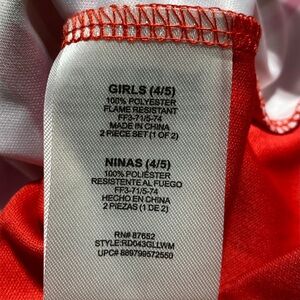 GIRLS (4/5)
100% POLYESTER
FLAME RESISTANT
FF3-71/5-74
MADE IN CHINA
2 PIECE SET (1 OF 2)
NINAS (4/5)
100% POLIÉSTER
RESISTENTE AL FUEGO
FF3-71/5-74
HECHO EN CHINA
2 PIEZAS (1 DE 2)
RN# 87652
STYLE:RD043GLLWM
UPC# 889799572550